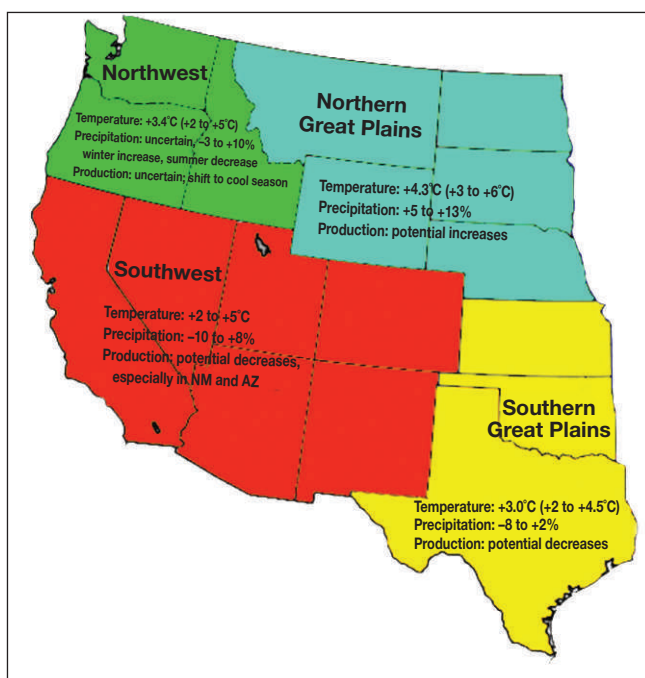 Northwest
Temperature: +3.4°C (+2 to +5°C)
Precipitation: uncertain, –3 to +10%
winter increase, summer decrease
Production: uncertain; shift to cool season
Northern
Great Plains
Temperature: +4.3°C (+3 to +6°C)
Precipitation: +5 to +13%
Production: potential increases
Southwest
Temperature: +2 to +5°C
Precipitation: –10 to +8%
Production: potential decreases,
especially in NM and AZ
Southern
Great Plains
Temperature: +3.0°C (+2 to +4.5°C)
Precipitation: –8 to +2%
Production: potential decreases